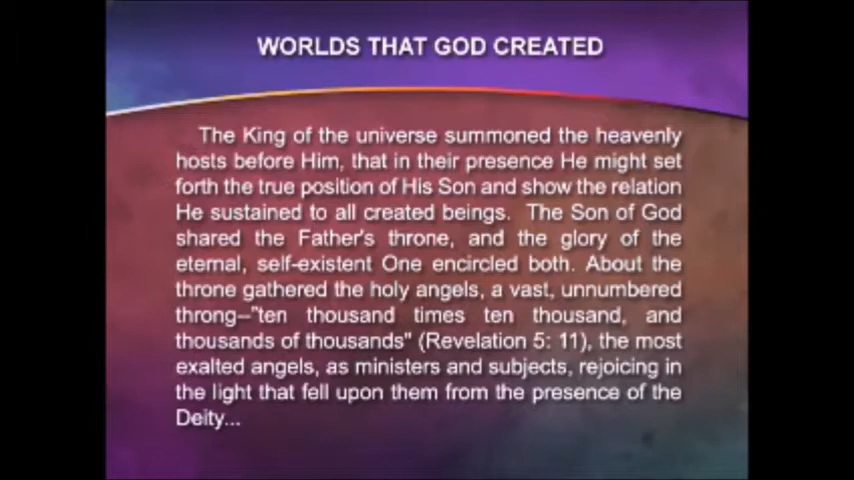 WORLDS THAT GOD CREATED
The King of the universe summoned the heavenly
hosts before Him, that in their presence He might set
forth the true position of His Son and show the relation
He sustained to all created beings. The Son of God
shared the Father's throne, and the glory of the
eternal, self-existent One encircled both. About the
throne gathered the holy angels, a vast, unnumbered
throng--"ten thousand times ten thousand, and
thousands of thousands" (Revelation 5: 11), the most
exalted angels, as ministers and subjects, rejoicing in
the light that fell upon them from the presence of the
Deity...